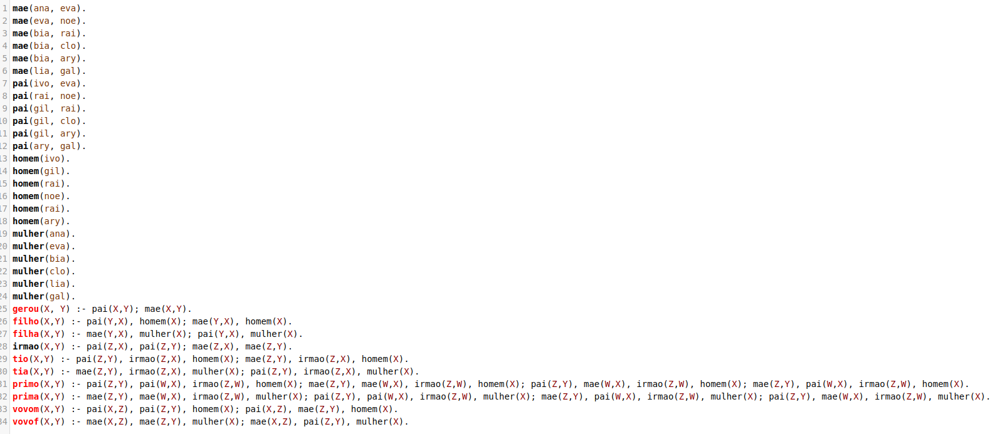 1 mae(ana, eva).
2 mae(eva, noe).
3 mae(bia, rai).
4 mae(bia, clo).
5 mae(bia, ary).
6 mae(lia, gal).
7 pai(ivo, eva).
8 pai(rai, noe).
9 pai(gil, rai).
10 pai(gil, clo).
11 pai(gil, ary).
12 pai(ary, gal).
13 homem(ivo).
14 homem(gil).
15 homem(rai).
16 homem(noe).
17 homem(rai).
18 homem(ary).
19 mulher(ana).
20 mulher(eva).
21 mulher(bia).
22 mulher(clo).
23 mulher(lia).
24 mulher(gal).
25 gerou(X, Y) :- pai(X,Y); mae(X,Y).
26 filho(X,Y) :- pai(Y,X), homem(X); mae(Y,X), homem(X).
27 filha(X,Y) :- mae(Y,X), mulher(X); pai(Y,X), mulher(X).
28 irmao(X,Y) :- pai(Z,X), pai(Z,Y); mae(Z,X), mae(Z,Y).
29 tio(X,Y) :- pai(Z,Y), irmao(Z,X), homem(X); mae(Z,Y), irmao(Z,X), homem(X).
30 tia(X,Y) :- mae(Z,Y), irmao(Z,X), mulher(X); pai(Z,Y), irmao(Z,X), mulher(X).
31 primo(X,Y) :- pai(Z,Y), pai(W,X), irmao(Z,W), homem(X); mae(Z,Y), mae(W,X), irmao(Z,W), homem(X); pai(Z,Y), mae(W,X), irmao(Z,W), homem(X); mae(Z,Y), pai(W,X), irmao(Z,W), homem(X).
32 prima(X,Y) :- mae(Z,Y), mae(W,X), irmao(Z,W), mulher(X); pai(Z,Y), pai(W,X), irmao(Z,W), mulher(X); mae(Z,Y), pai(W,X), irmao(Z,W), mulher(X); pai(Z,Y), mae(W,X), irmao(Z,W), mulher(X).
33 vovom(X,Y) :- pai(X,Z), pai(Z,Y), homem(X); pai(X,Z), mae(Z,Y), homem(X).
34 vovof(X,Y) :- mae(X,Z), mae(Z,Y), mulher(X); mae(X,Z), pai(Z,Y), mulher(X).